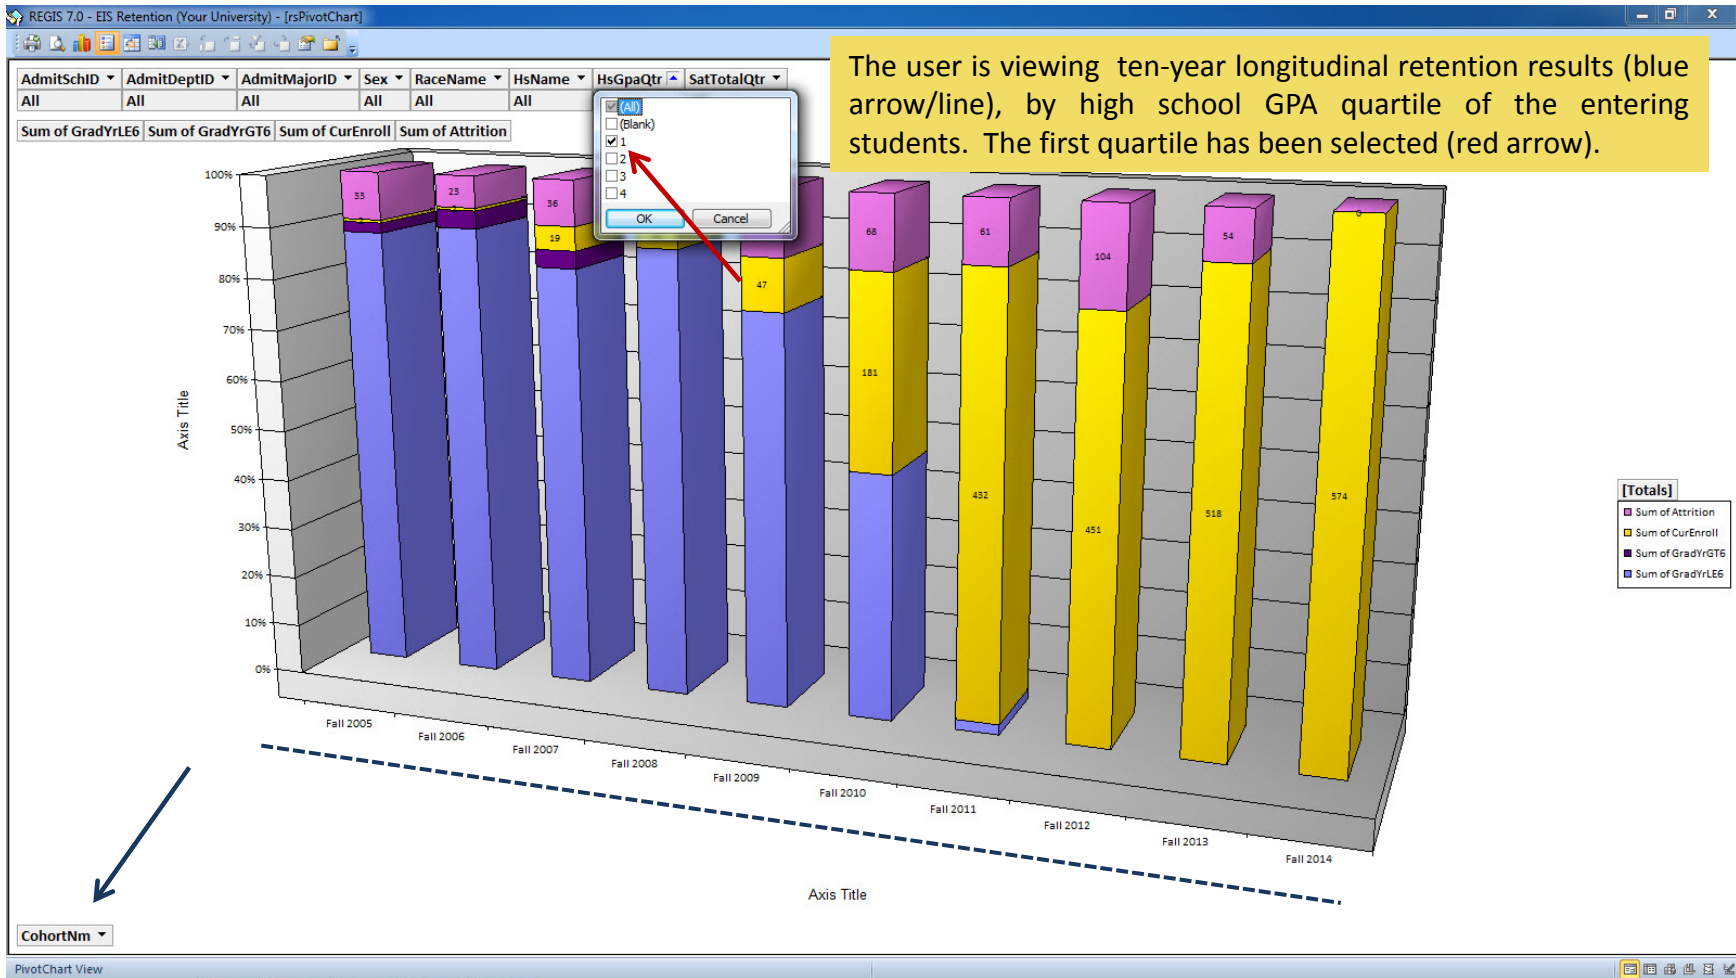 REGIS 7.0 - EIS Retention (Your University) - [rsPivotChart]
The user is viewing ten-year longitudinal retention results (blue
arrow/line), by high school GPA quartile of the entering
students. The first quartile has been selected (red arrow).
AdmitSchID AdmitDeptID AdmitMajorID Sex RaceName HsName HsGpaQtr SatTotalQtr
All All All All All All
(All)
(Blank)
1
2
3
4
OK Cancel
Sum of GradYrLE6 Sum of GradYrGT6 Sum of CurEnroll Sum of Attrition
100%
90%
80%
70%
60%
50%
40%
30%
20%
10%
0%
Axis Title
23
36
19
47
68
181
61
432
104
451
54
518
0
574
[Totals]
Sum of Attrition
Sum of CurEnroll
Sum of GradYrGT6
Sum of GradYrLE6
Fall 2005
Fall 2006
Fall 2007
Fall 2008
Fall 2009
Fall 2010
Fall 2011
Fall 2012
Fall 2013
Fall 2014
Axis Title
CohortNm
PivotChart View